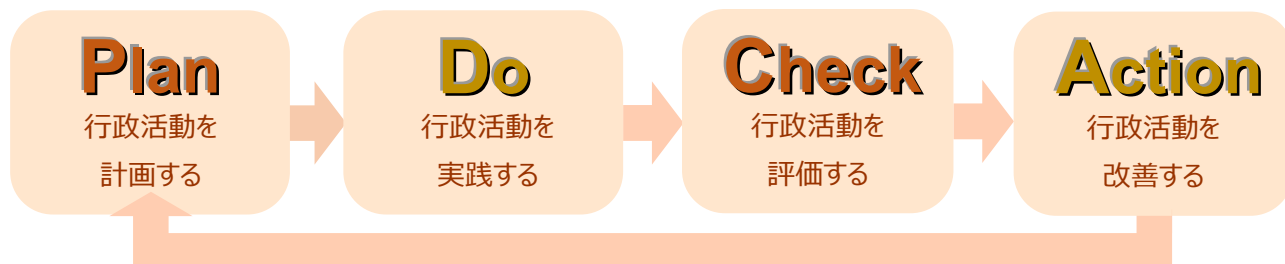 Plan
行政活動を
計画する
Do
行政活動を
実践する
Check
行政活動を
評価する
Action
行政活動を
改善する